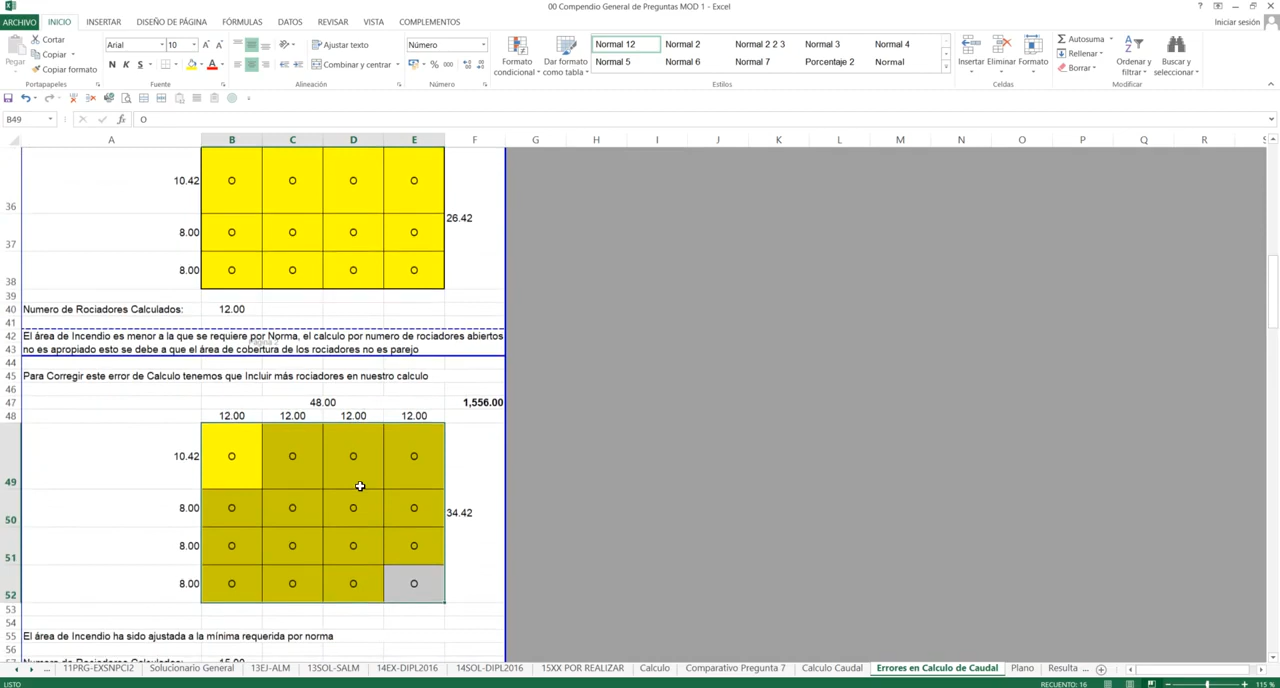 00 Compendio General de Preguntas MOD 1 - Excel
ARCHIVO INICIO INSERTAR DISEÑO DE PÁGINA FÓRMULAS DATOS REVISAR VISTA COMPLEMENTOS
Iniciar sesión
Pegar
Cortar
Copiar
Copiar formato
Portapapeles
Arial 10
N K S
Fuente
Ajustar texto
Combinar y centrar
Alineación
Número
% 000
Número
Formato condicional
Dar formato como tabla
Normal 12 Normal 2 Normal 2 2 3 Normal 3 Normal 4
Normal 5 Normal 6 Normal 7 Porcentaje 2 Normal
Estilos
Insertar Eliminar Formato
Celdas
Autosuma
Rellenar
Borrar
Ordenar y filtrar
Buscar y seleccionar
Modificar
B49 fx O
A B C D E F G H I J K L M N O P Q R S
36 10.42 O O O O
26.42
37 8.00 O O O O
38 8.00 O O O O
39
40 Numero de Rociadores Calculados: 12.00
41
42 El área de Incendio es menor a la que se requiere por Norma, el calculo por numero de rociadores abiertos
43 no es apropiado esto se debe a que el área de cobertura de los rociadores no es parejo
44
45 Para Corregir este error de Calculo tenemos que Incluir más rociadores en nuestro calculo
46
47 48.00 1,556.00
48 12.00 12.00 12.00 12.00
49 10.42 O O O O
50 8.00 O O O O
34.42
51 8.00 O O O O
52 8.00 O O O O
53
54
55 El área de Incendio ha sido ajustada a la mínima requerida por norma
56
... 11PRG-EXSNPCI2 Solucionario General 13EJ-ALM 13SOL-SALM 14EX-DIPL2016 14SOL-DIPL2016 15XX POR REALIZAR Calculo Comparativo Pregunta 7 Calculo Caudal Errores en Calculo de Caudal Plano Resulta ...
LISTO RECUENTO: 16 115 %